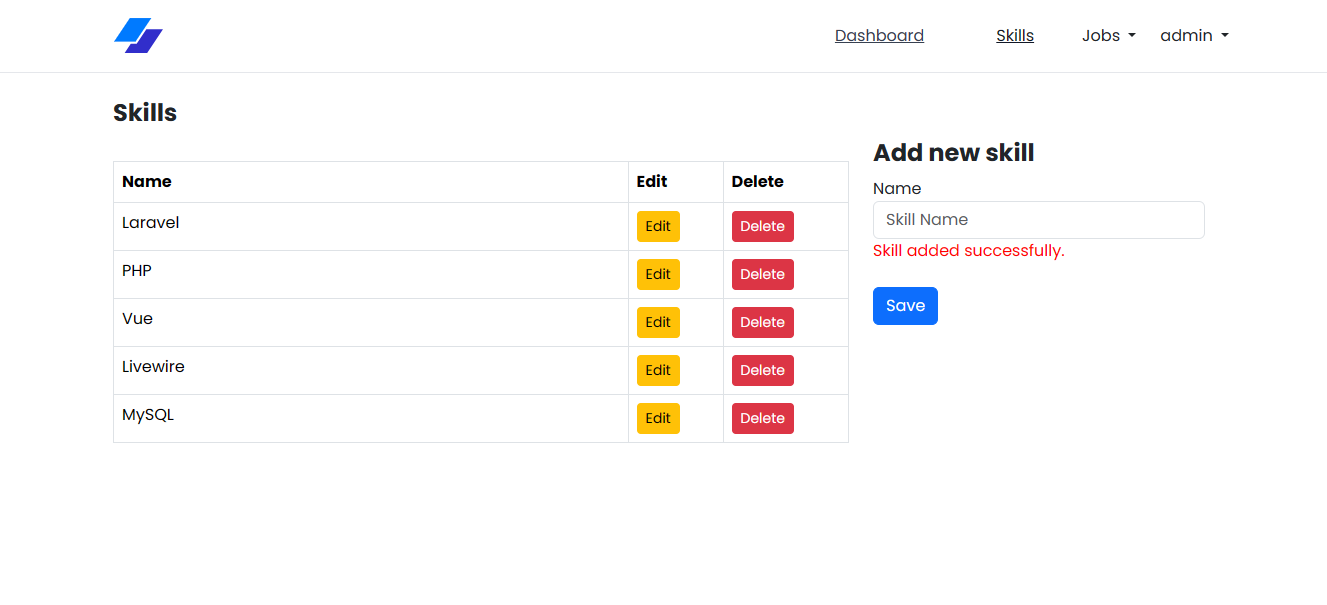 Dashboard Skills Jobs admin
Skills
Name Edit Delete
Laravel Edit Delete
PHP Edit Delete
Vue Edit Delete
Livewire Edit Delete
MySQL Edit Delete
Add new skill
Name
Skill Name
Skill added successfully.
Save